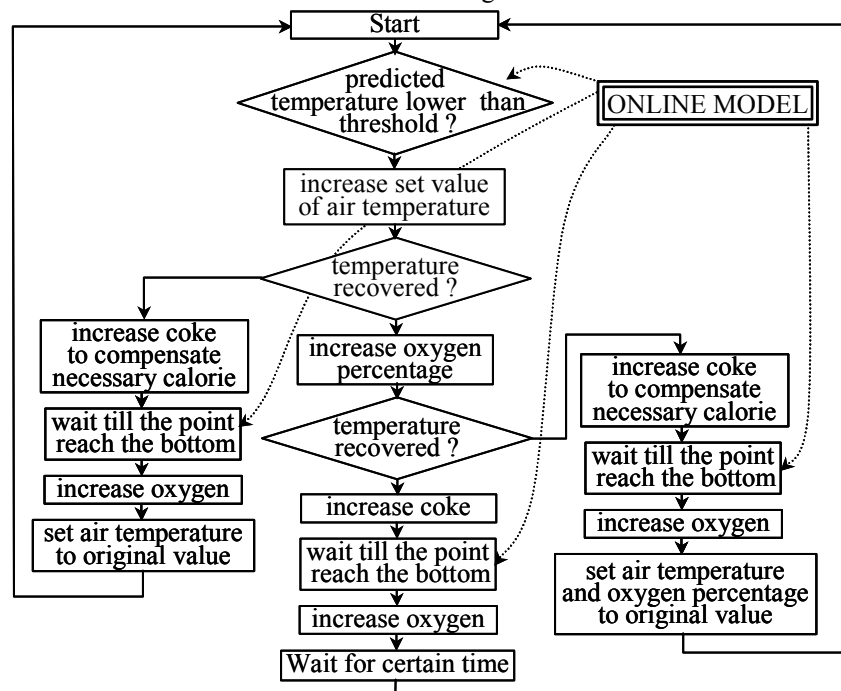 Start
predicted
temperature lower than
threshold ?
ONLINE MODEL
increase set value
of air temperature
temperature
recovered ?
increase coke
to compensate
necessary calorie
wait till the point
reach the bottom
increase oxygen
set air temperature
to original value
increase oxygen
percentage
temperature
recovered ?
increase coke
wait till the point
reach the bottom
increase oxygen
Wait for certain time
increase coke
to compensate
necessary calorie
wait till the point
reach the bottom
increase oxygen
set air temperature
and oxygen percentage
to original value